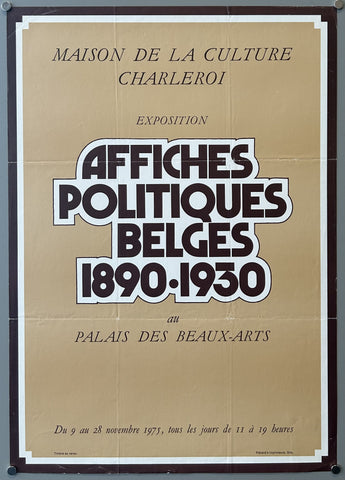 MAISON DE LA CULTURE
CHARLEROI
EXPOSITION
AFFICHES
POLITIQUES
BELGES
1890•1930
au
PALAIS DES BEAUX-ARTS
Du 9 au 28 novembre 1975, tous les jours de 11 à 19 heures